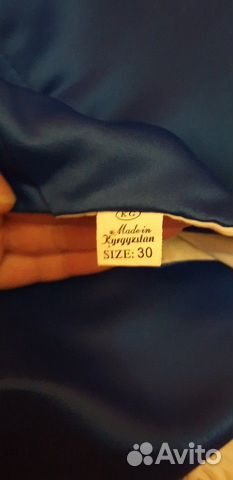 KG
Made in
Kyrgyzstan
SIZE: 30
Avito